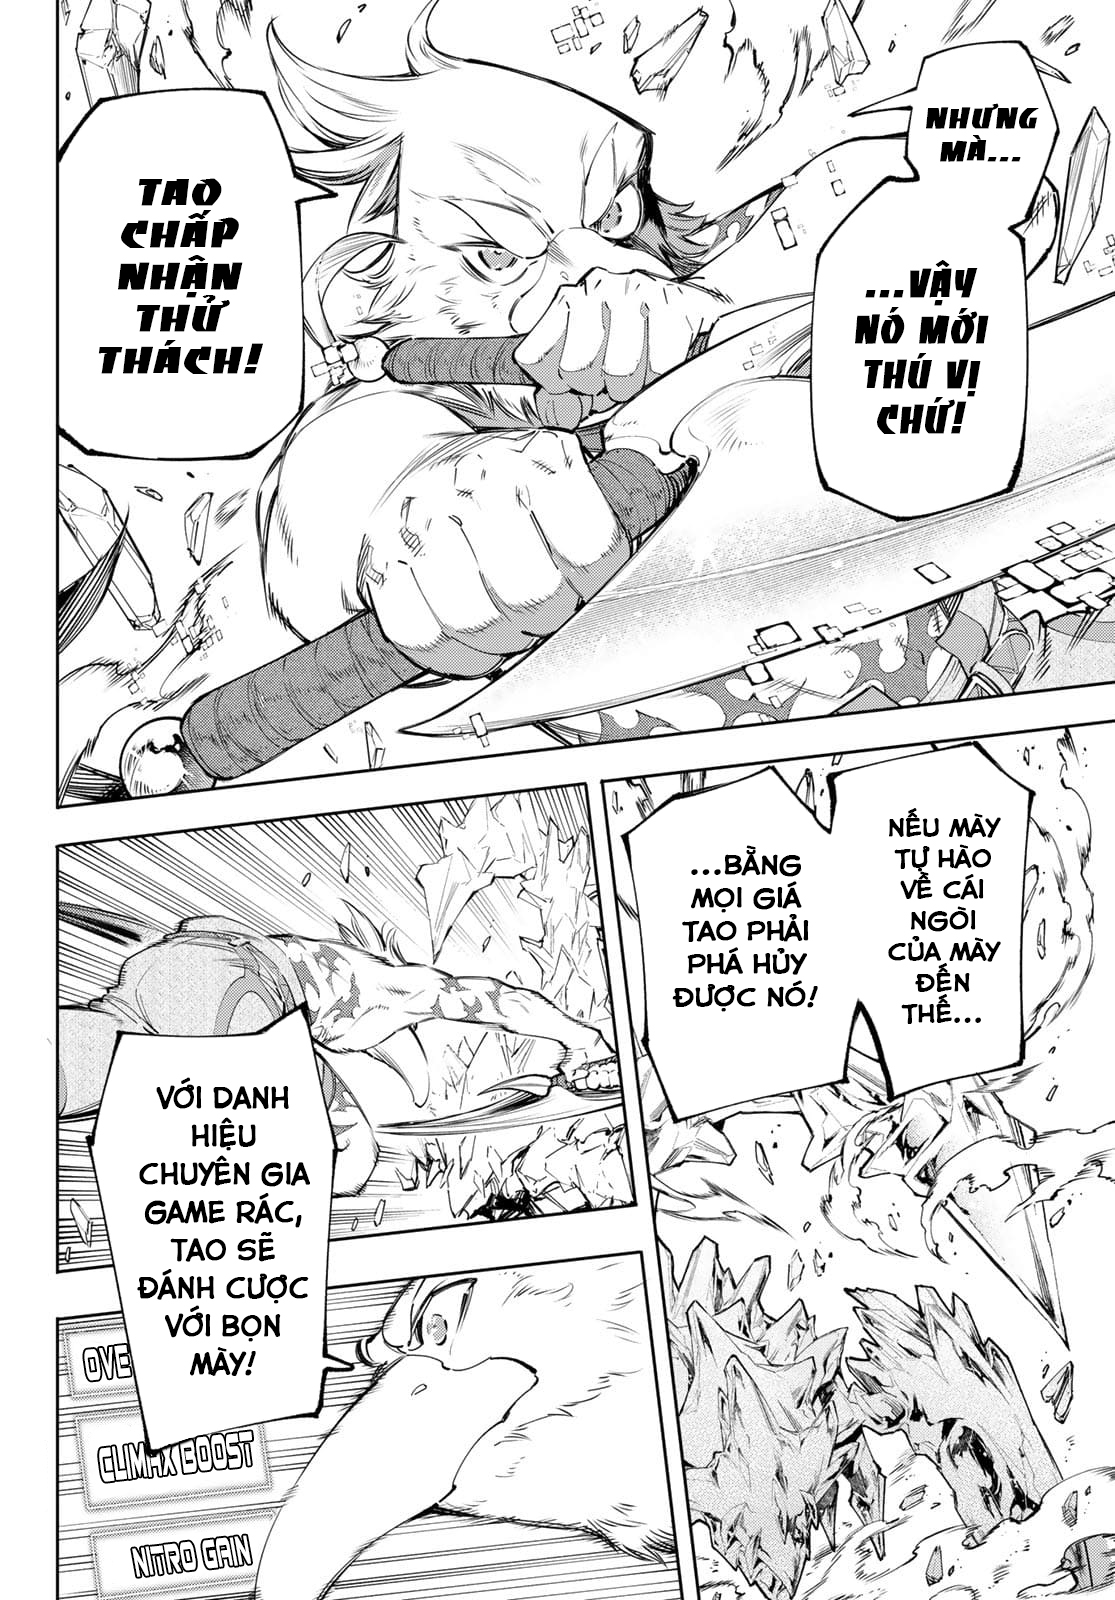 NHƯNG
MÀ...
...VẬY
NÓ MỚI
THÚ VỊ
CHỨ!
TAO
CHẤP
NHẬN
THỬ
THÁCH!
NẾU MÀY
TỰ HÀO
VỀ CÁI
NGÒI
CỦA MÀY
ĐẾN
THẾ...
...BẰNG
MỌI GIÁ
TAO PHẢI
PHÁ HỦY
ĐƯỢC NÓ!
VỚI DANH
HIỆU
CHUYÊN GIA
GAME RÁC,
TAO SẼ
ĐÁNH CƯỢC
VỚI BỌN
MÀY!
OVE
CLIMAX BOOST
NITRO GAIN